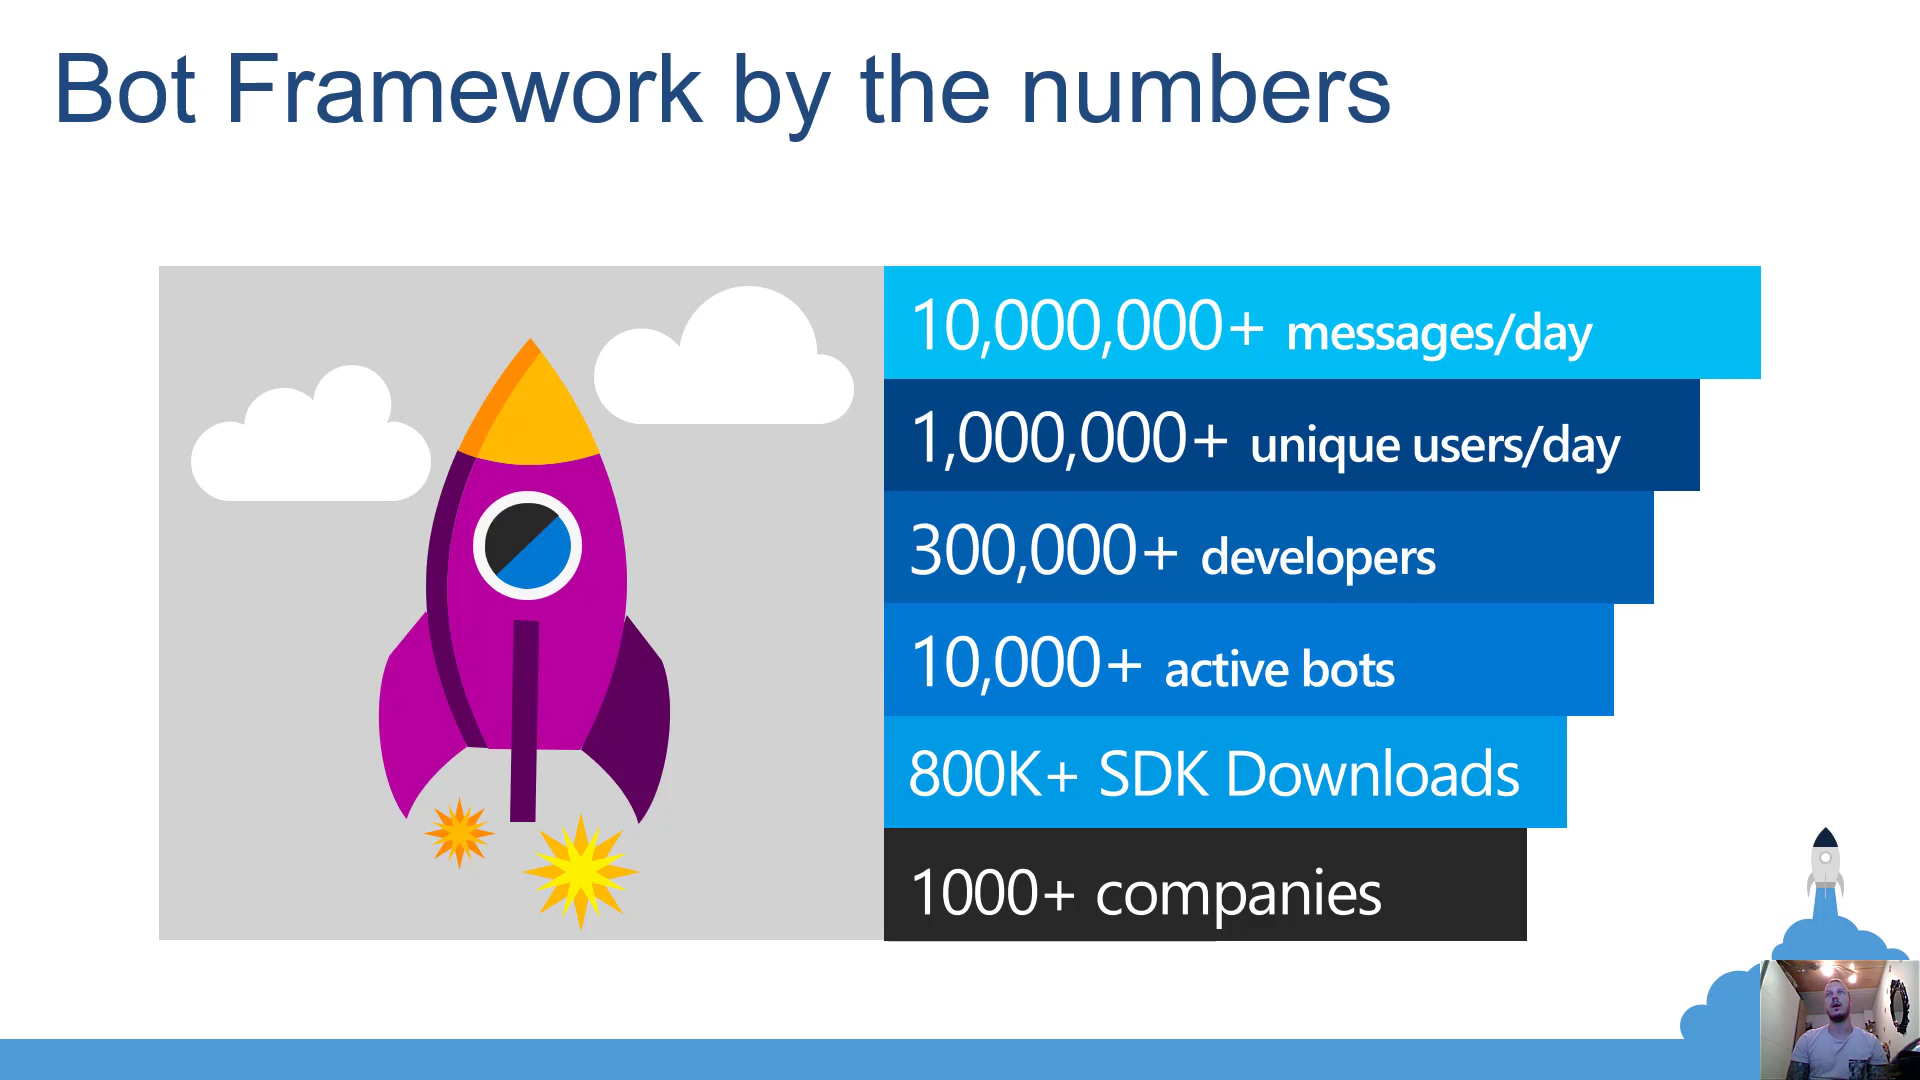 Bot Framework by the numbers
10,000,000+ messages/day
1,000,000+ unique users/day
300,000+ developers
10,000+ active bots
800K+ SDK Downloads
1000+ companies